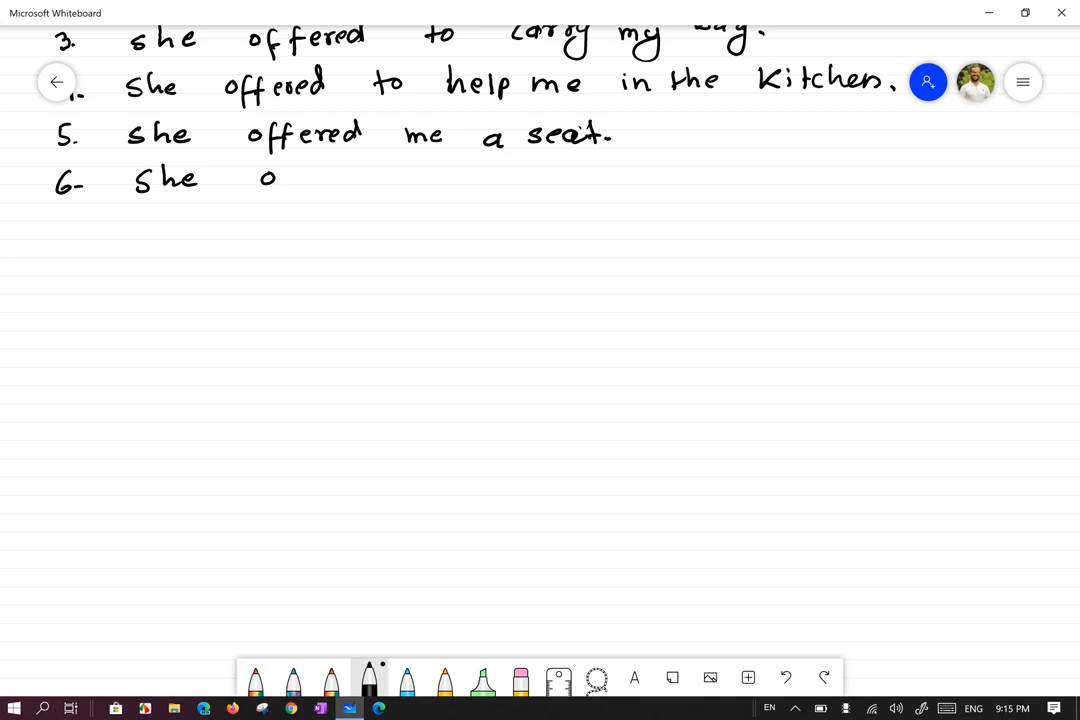 Microsoft Whiteboard
3. she offered to carry my bag.
4. she offered to help me in the kitchen.
5. she offered me a seat.
6- She o
A
EN
ENG 9:15 PM